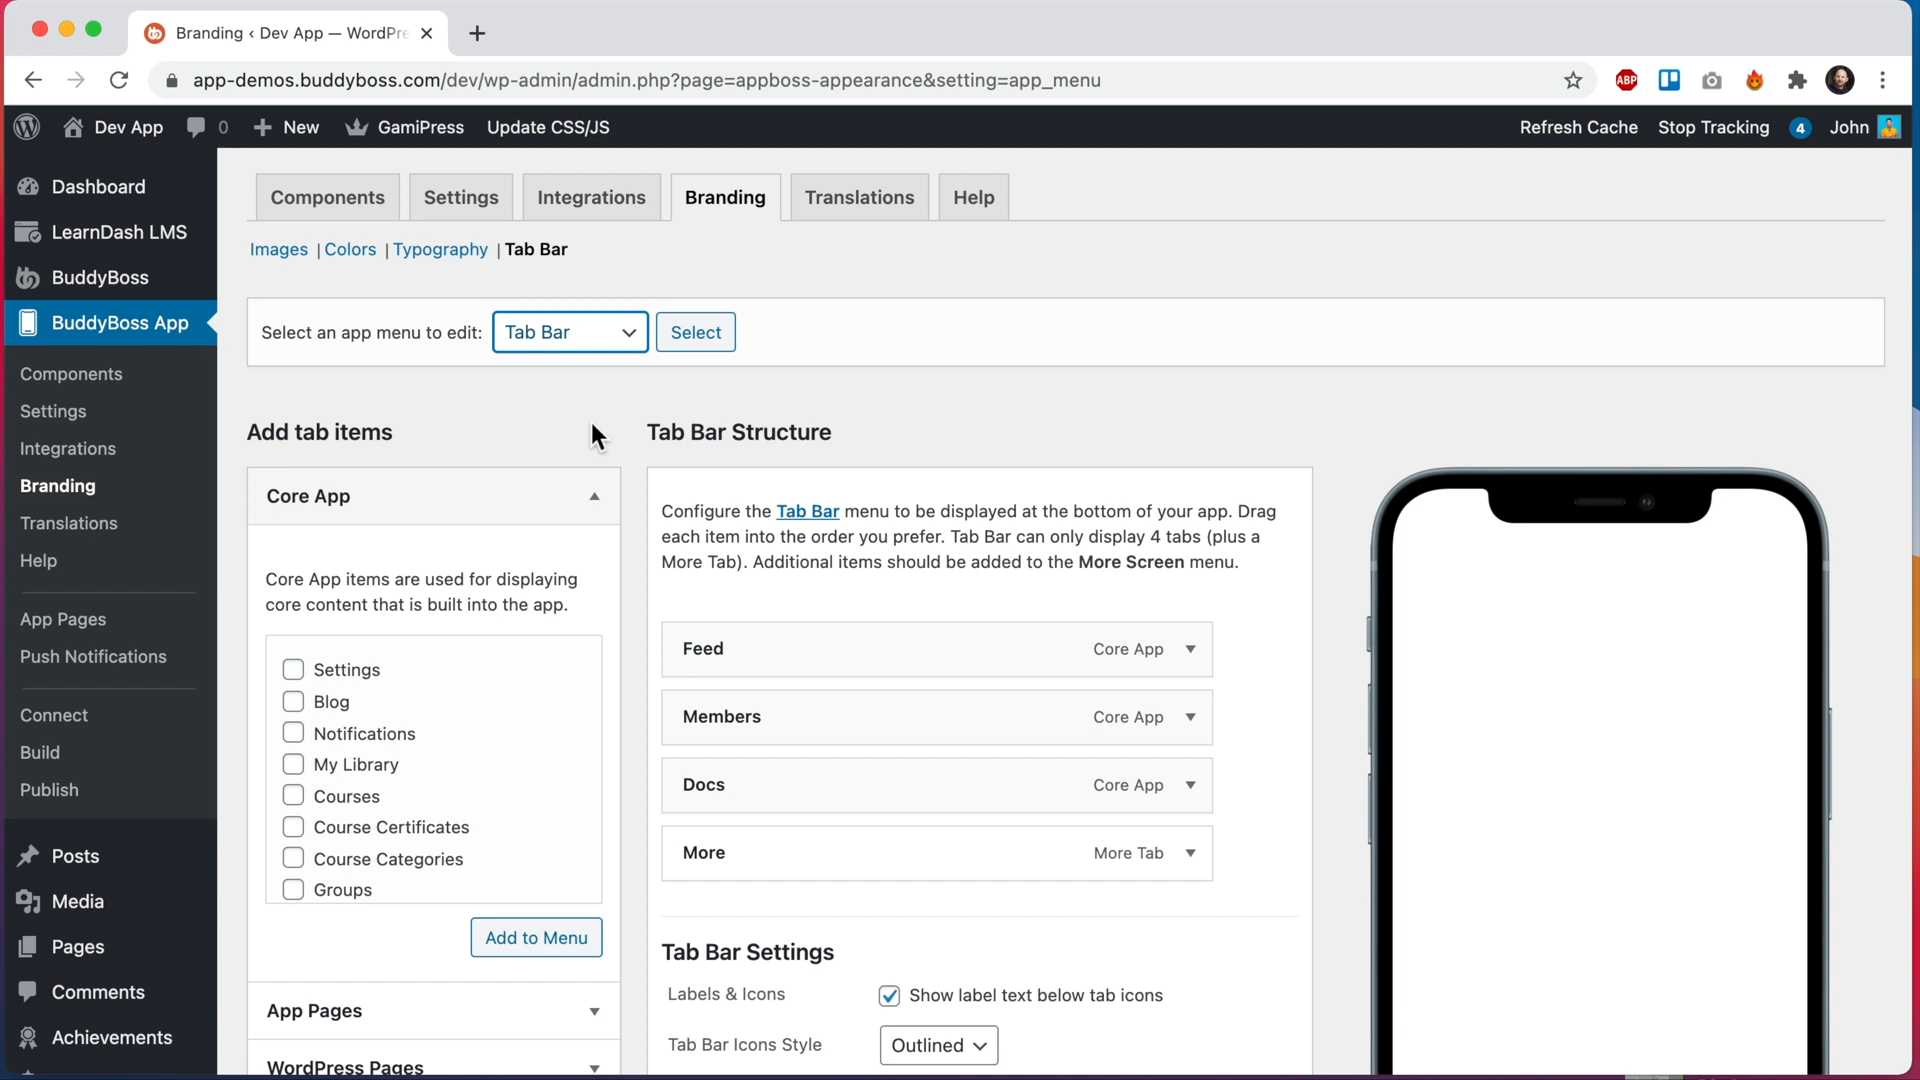 Branding ‹ Dev App — WordPre
app-demos.buddyboss.com/dev/wp-admin/admin.php?page=appboss-appearance&setting=app_menu
ABP
Dev App 0 New GamiPress Update CSS/JS Refresh Cache Stop Tracking 4 John
Dashboard
LearnDash LMS
BuddyBoss
BuddyBoss App
Components
Settings
Integrations
Branding
Translations
Help
App Pages
Push Notifications
Connect
Build
Publish
Posts
Media
Pages
Comments
Achievements
Components Settings Integrations Branding Translations Help
Images | Colors | Typography | Tab Bar
Select an app menu to edit: Tab Bar Select
Add tab items
Core App
Core App items are used for displaying
core content that is built into the app.
Settings
Blog
Notifications
My Library
Courses
Course Certificates
Course Categories
Groups
Add to Menu
App Pages
WordPress Pages
Tab Bar Structure
Configure the Tab Bar menu to be displayed at the bottom of your app. Drag
each item into the order you prefer. Tab Bar can only display 4 tabs (plus a
More Tab). Additional items should be added to the More Screen menu.
Feed Core App
Members Core App
Docs Core App
More More Tab
Tab Bar Settings
Labels & Icons Show label text below tab icons
Tab Bar Icons Style Outlined